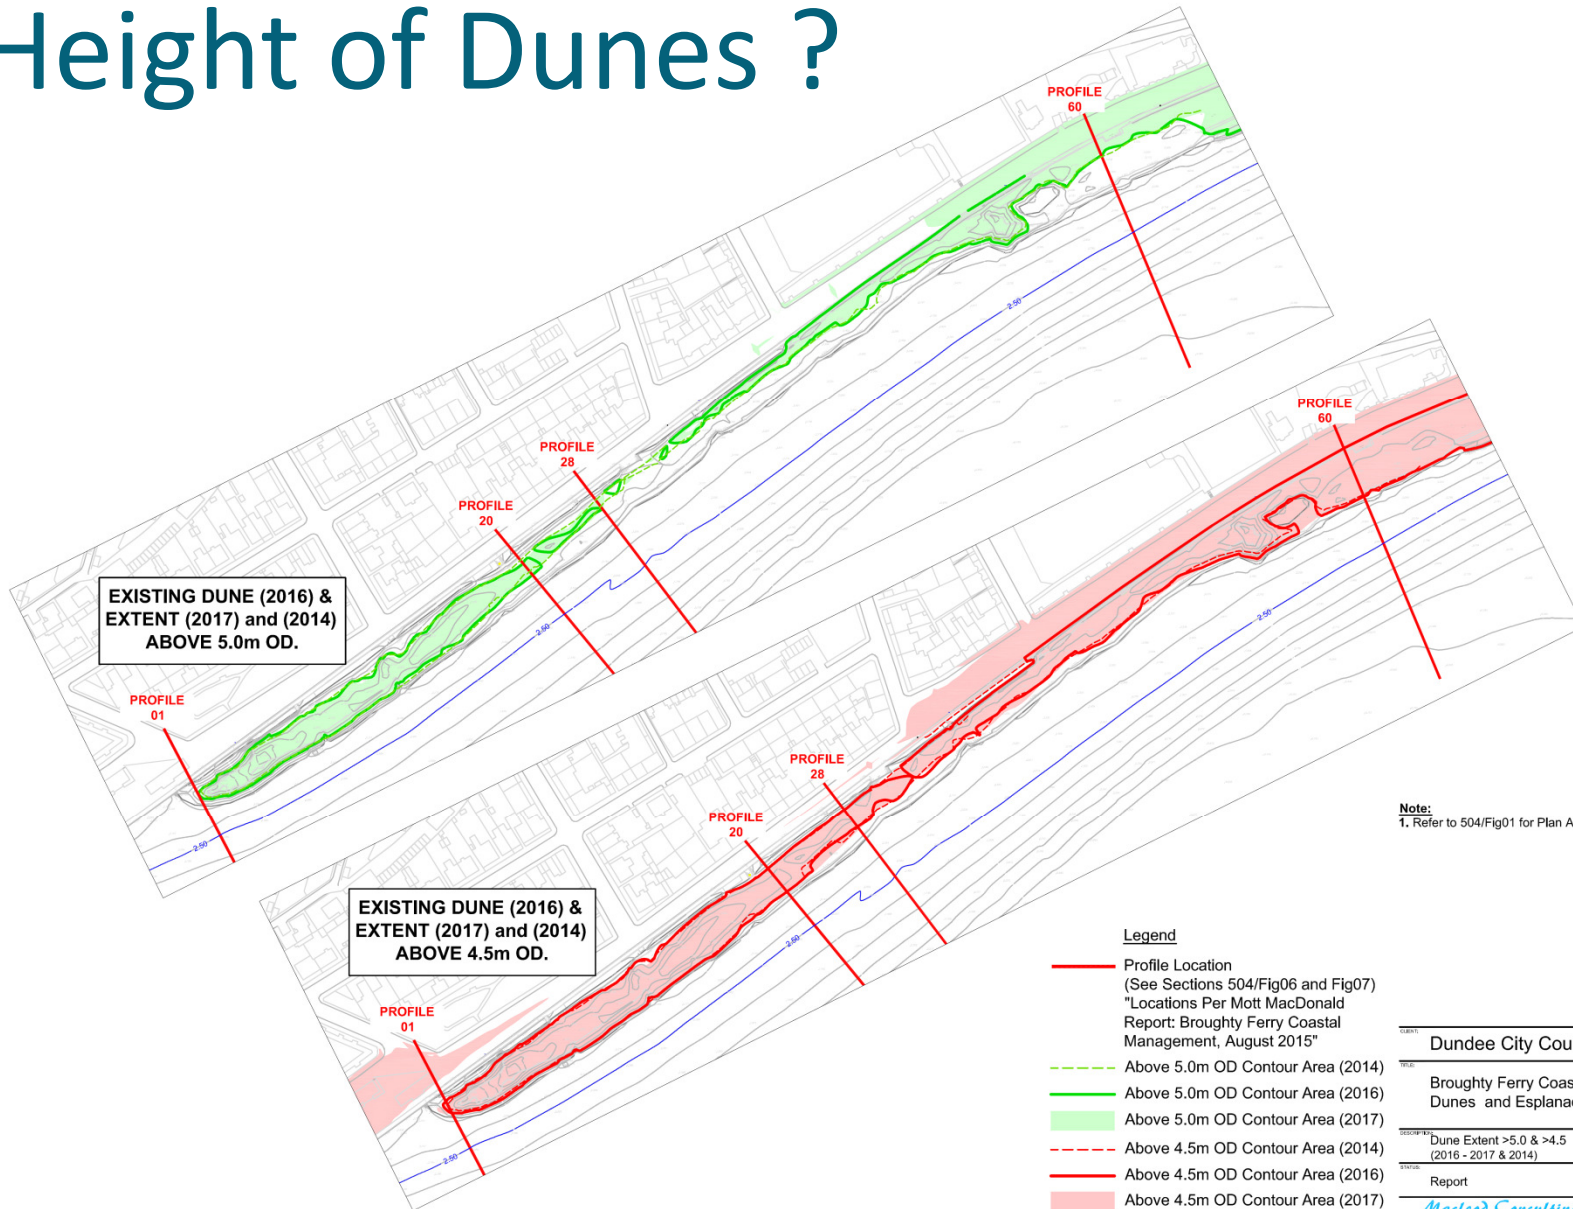 Height of Dunes ?
PROFILE
60
PROFILE
28
PROFILE
20
EXISTING DUNE (2016) &
EXTENT (2017) and (2014)
ABOVE 5.0m OD.
PROFILE
01
2.50
2.50
2.50
PROFILE
60
PROFILE
28
PROFILE
20
EXISTING DUNE (2016) &
EXTENT (2017) and (2014)
ABOVE 4.5m OD.
PROFILE
01
2.50
2.50
2.50
Note:
1. Refer to 504/Fig01 for Plan A
Legend
Profile Location
(See Sections 504/Fig06 and Fig07)
"Locations Per Mott MacDonald
Report: Broughty Ferry Coastal
Management, August 2015"
Above 5.0m OD Contour Area (2014)
Above 5.0m OD Contour Area (2016)
Above 5.0m OD Contour Area (2017)
Above 4.5m OD Contour Area (2014)
Above 4.5m OD Contour Area (2016)
Above 4.5m OD Contour Area (2017)
CLIENT:
Dundee City Cou
TITLE:
Broughty Ferry Coas
Dunes and Esplana
DESCRIPTION:
Dune Extent >5.0 & >4.5
(2016 - 2017 & 2014)
STATUS:
Report